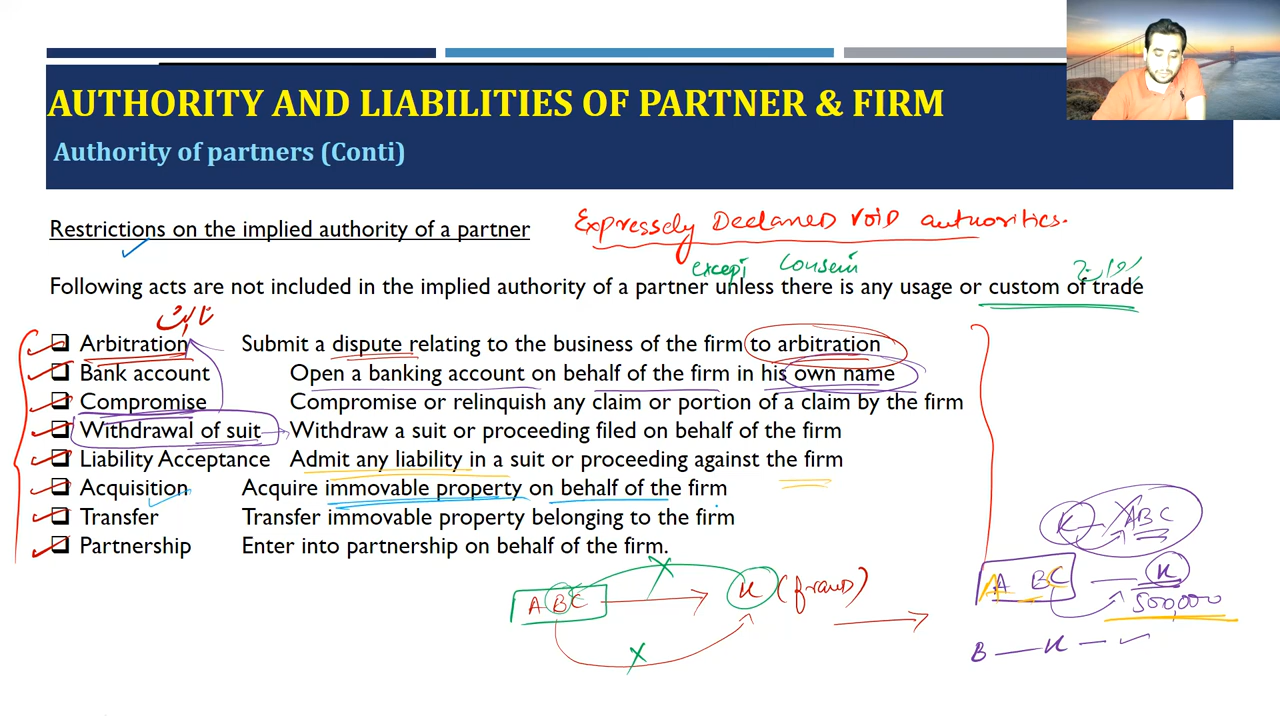 AUTHORITY AND LIABILITIES OF PARTNER & FIRM
Authority of partners (Conti)
Restrictions on the implied authority of a partner
Expressely Declared void authorities.
except consent
رواج
Following acts are not included in the implied authority of a partner unless there is any usage or custom of trade
ثالث
Arbitration Submit a dispute relating to the business of the firm to arbitration
Bank account Open a banking account on behalf of the firm in his own name
Compromise Compromise or relinquish any claim or portion of a claim by the firm
Withdrawal of suit Withdraw a suit or proceeding filed on behalf of the firm
Liability Acceptance Admit any liability in a suit or proceeding against the firm
Acquisition Acquire immovable property on behalf of the firm
Transfer Transfer immovable property belonging to the firm
Partnership Enter into partnership on behalf of the firm.
K ABC
A B C K
500,000
B K
A B C K (fraud)